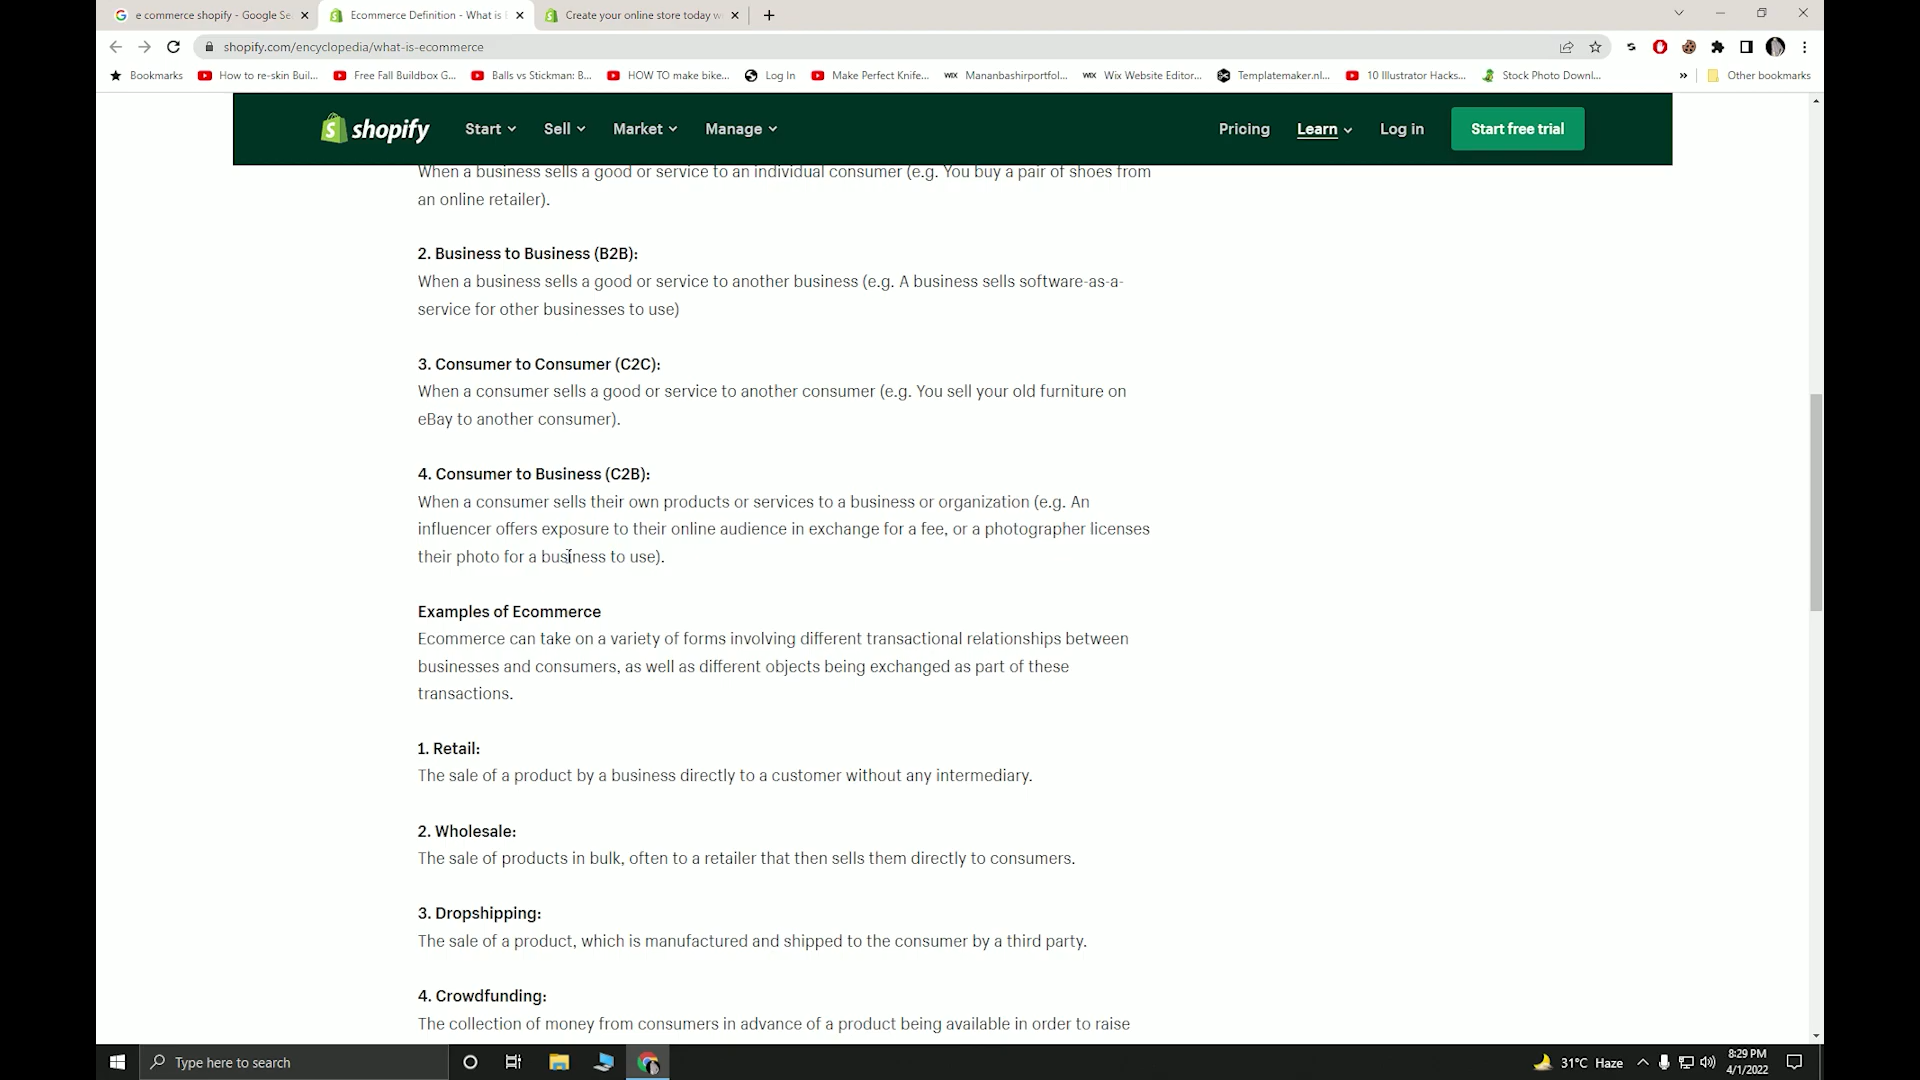 e commerce shopify - Google Se
Ecommerce Definition - What is
Create your online store today w
shopify.com/encyclopedia/what-is-ecommerce
Bookmarks
How to re-skin Buil...
Free Fall Buildbox G...
Balls vs Stickman: B...
HOW TO make bike...
Log In
Make Perfect Knife...
WIX Mananbashirportfol...
WIX Wix Website Editor...
Templatemaker.nl...
10 Illustrator Hacks...
Stock Photo Downl...
»
Other bookmarks
shopify
Start
Sell
Market
Manage
Pricing
Learn
Log in
Start free trial
When a business sells a good or service to an individual consumer (e.g. You buy a pair of shoes from
an online retailer).
2. Business to Business (B2B):
When a business sells a good or service to another business (e.g. A business sells software-as-a-
service for other businesses to use)
3. Consumer to Consumer (C2C):
When a consumer sells a good or service to another consumer (e.g. You sell your old furniture on
eBay to another consumer).
4. Consumer to Business (C2B):
When a consumer sells their own products or services to a business or organization (e.g. An
influencer offers exposure to their online audience in exchange for a fee, or a photographer licenses
their photo for a business to use).
Examples of Ecommerce
Ecommerce can take on a variety of forms involving different transactional relationships between
businesses and consumers, as well as different objects being exchanged as part of these
transactions.
1. Retail:
The sale of a product by a business directly to a customer without any intermediary.
2. Wholesale:
The sale of products in bulk, often to a retailer that then sells them directly to consumers.
3. Dropshipping:
The sale of a product, which is manufactured and shipped to the consumer by a third party.
4. Crowdfunding:
The collection of money from consumers in advance of a product being available in order to raise
Type here to search
31°C Haze
8:29 PM
4/1/2022